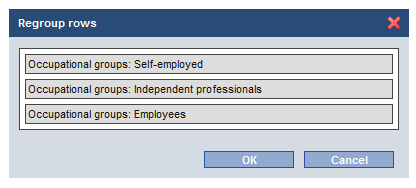 Regroup rows
Occupational groups: Self-employed
Occupational groups: Independent professionals
Occupational groups: Employees
OK
Cancel